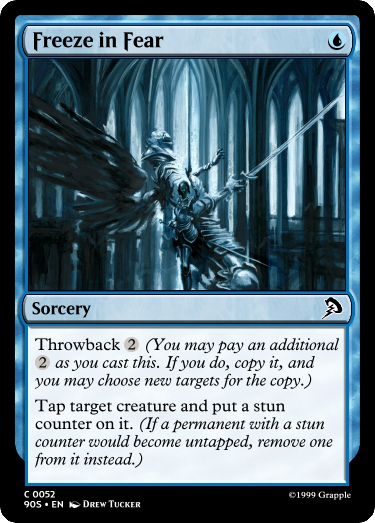 Freeze in Fear
Sorcery
Throwback 2 (You may pay an additional
2 as you cast this. If you do, copy it, and
you may choose new targets for the copy.)
Tap target creature and put a stun
counter on it. (If a permanent with a stun
counter would become untapped, remove one
from it instead.)
C 0052
90S • EN DREW TUCKER
©1999 Grapple